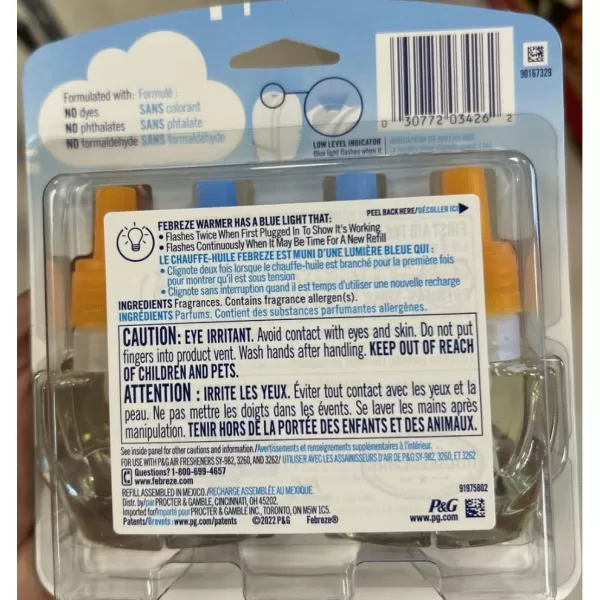 Formulated with: Formulé :
NO dyes SANS colorant
NO phthalates SANS phtalate
NO formaldehyde SANS formaldéhyde
LOW LEVEL INDICATOR
Blue light flashes when it
90167329
0 30772 03426 2
PEEL BACK HERE/DÉCOLLER ICI
FEBREZE WARMER HAS A BLUE LIGHT THAT:
• Flashes Twice When First Plugged In To Show It's Working
• Flashes Continuously When It May Be Time For A New Refill
LE CHAUFFE-HUILE FEBREZE EST MUNI D'UNE LUMIÈRE BLEUE QUI :
• Clignote deux fois lorsque le chauffe-huile est branché pour la première fois
pour montrer qu'il est sous tension
• Clignote sans interruption quand il est temps d'utiliser une nouvelle recharge
INGREDIENTS Fragrances. Contains fragrance allergen(s).
INGRÉDIENTS Parfums. Contient des substances parfumantes allergènes.
CAUTION: EYE IRRITANT. Avoid contact with eyes and skin. Do not put
fingers into product vent. Wash hands after handling. KEEP OUT OF REACH
OF CHILDREN AND PETS.
ATTENTION : IRRITE LES YEUX. Éviter tout contact avec les yeux et la
peau. Ne pas mettre les doigts dans les évents. Se laver les mains après
manipulation. TENIR HORS DE LA PORTÉE DES ENFANTS ET DES ANIMAUX.
See inside panel for other cautions and information./Avertissements et renseignements supplémentaires à l'intérieur.
FOR USE WITH P&G AIR FRESHENERS SY-982, 3260, AND 3262/ UTILISER AVEC LES ASSAINISSEURS D'AIR DE P&G SY-982, 3260, ET 3262
Questions? 1-800-699-4657
www.febreze.com
REFILL ASSEMBLED IN MEXICO./RECHARGE ASSEMBLÉE AU MEXIQUE.
Distr. by/par PROCTER & GAMBLE, CINCINNATI, OH 45202.
Imported for/Importé pour PROCTER & GAMBLE INC., TORONTO, ON M5W 1C5.
Patents/Brevets : www.pg.com/patents ©2022 P&G Febreze®
91975802
P&G
www.pg.com